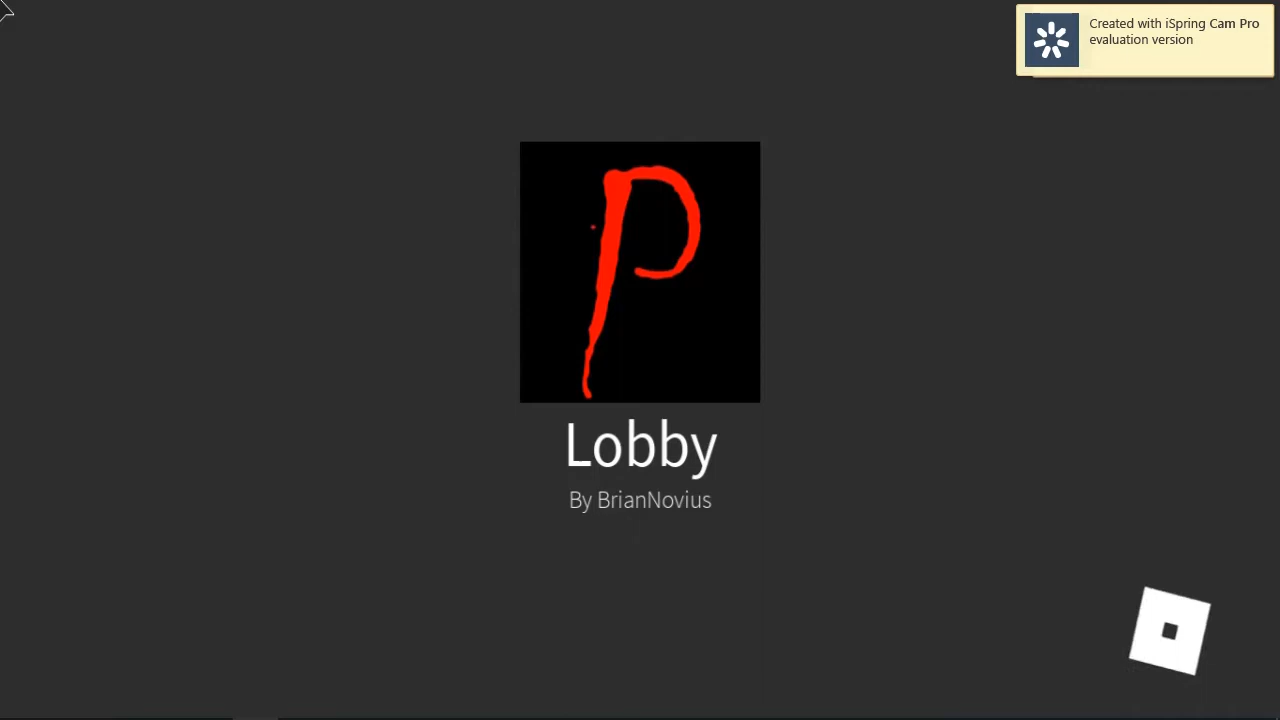 Created with iSpring Cam Pro
evaluation version
P
Lobby
By BrianNovius